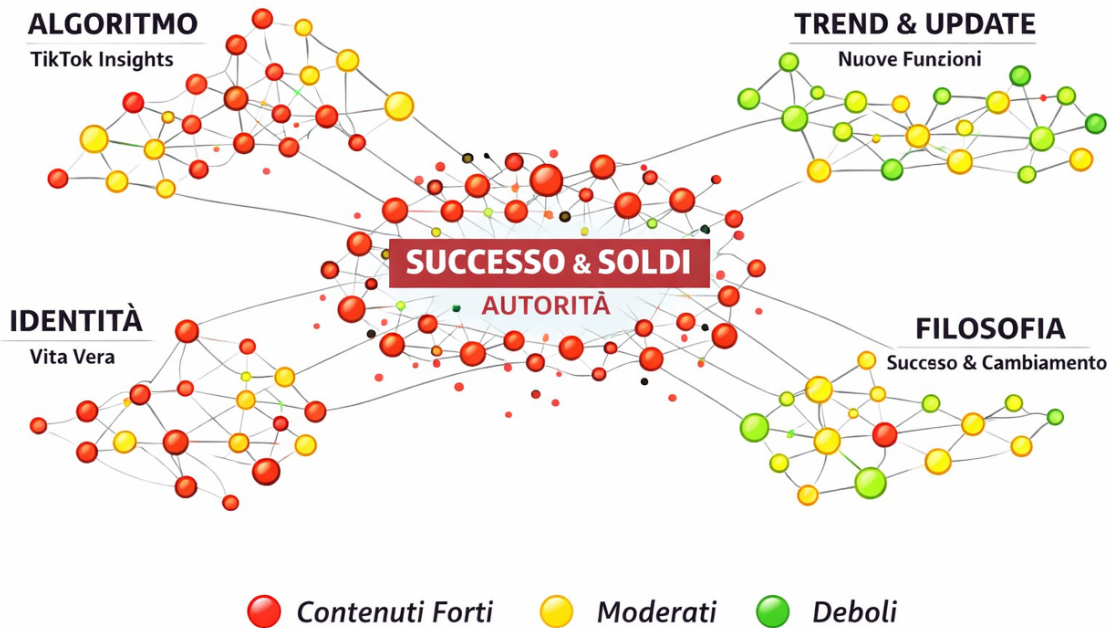 ALGORITMO
TikTok Insights
TREND & UPDATE
Nuove Funzioni
SUCCESSO & SOLDI
AUTORITÀ
IDENTITÀ
Vita Vera
FILOSOFIA
Succeso & Cambiamento
Contenuti Forti
Moderati
Deboli